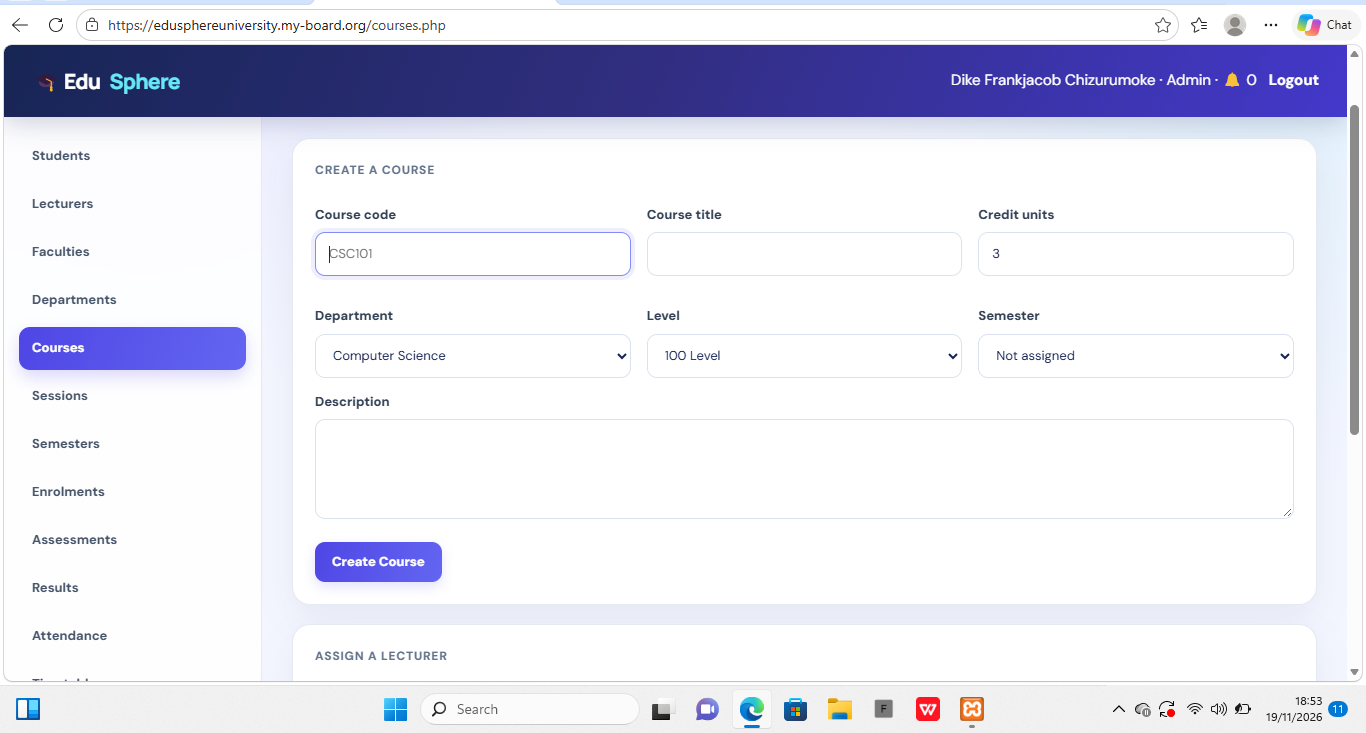 https://edusphereuniversity.my-board.org/courses.php
Chat
Edu Sphere
Dike Frankjacob Chizurumoke · Admin · 🔔 0 Logout
Students
Lecturers
Faculties
Departments
Courses
Sessions
Semesters
Enrolments
Assessments
Results
Attendance
CREATE A COURSE
Course code
Course title
Credit units
CSC101
3
Department
Level
Semester
Computer Science
100 Level
Not assigned
Description
Create Course
ASSIGN A LECTURER
Search
F
W
18:53
19/11/2026
11